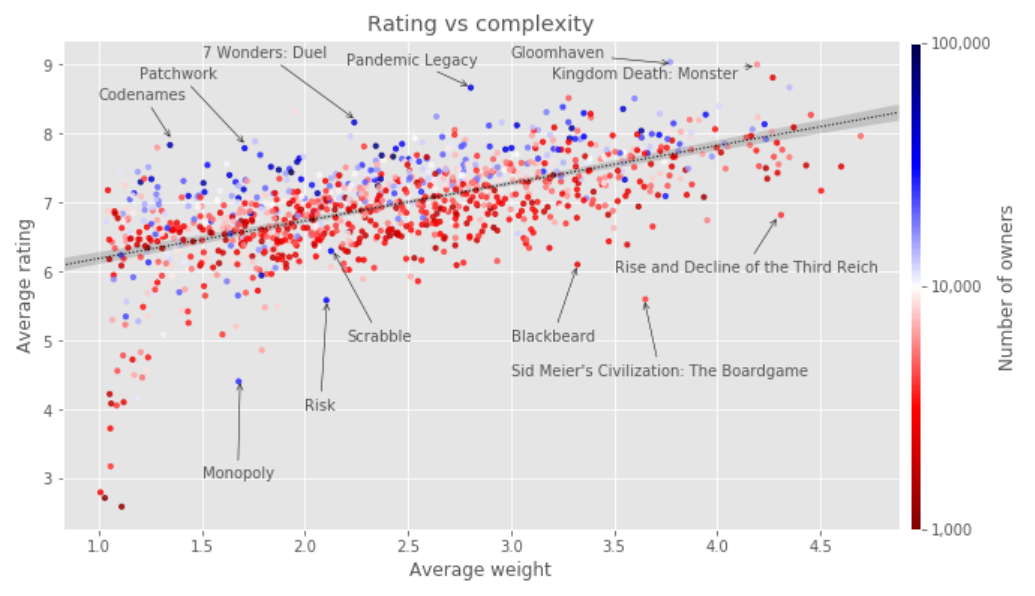 Rating vs complexity
7 Wonders: Duel
Pandemic Legacy
Gloomhaven
Patchwork
Kingdom Death: Monster
Codenames
Rise and Decline of the Third Reich
Scrabble
Blackbeard
Sid Meier's Civilization: The Boardgame
Risk
Monopoly
9
8
7
6
5
4
3
Average rating
1.0 1.5 2.0 2.5 3.0 3.5 4.0 4.5
Average weight
100,000
10,000
1,000
Number of owners